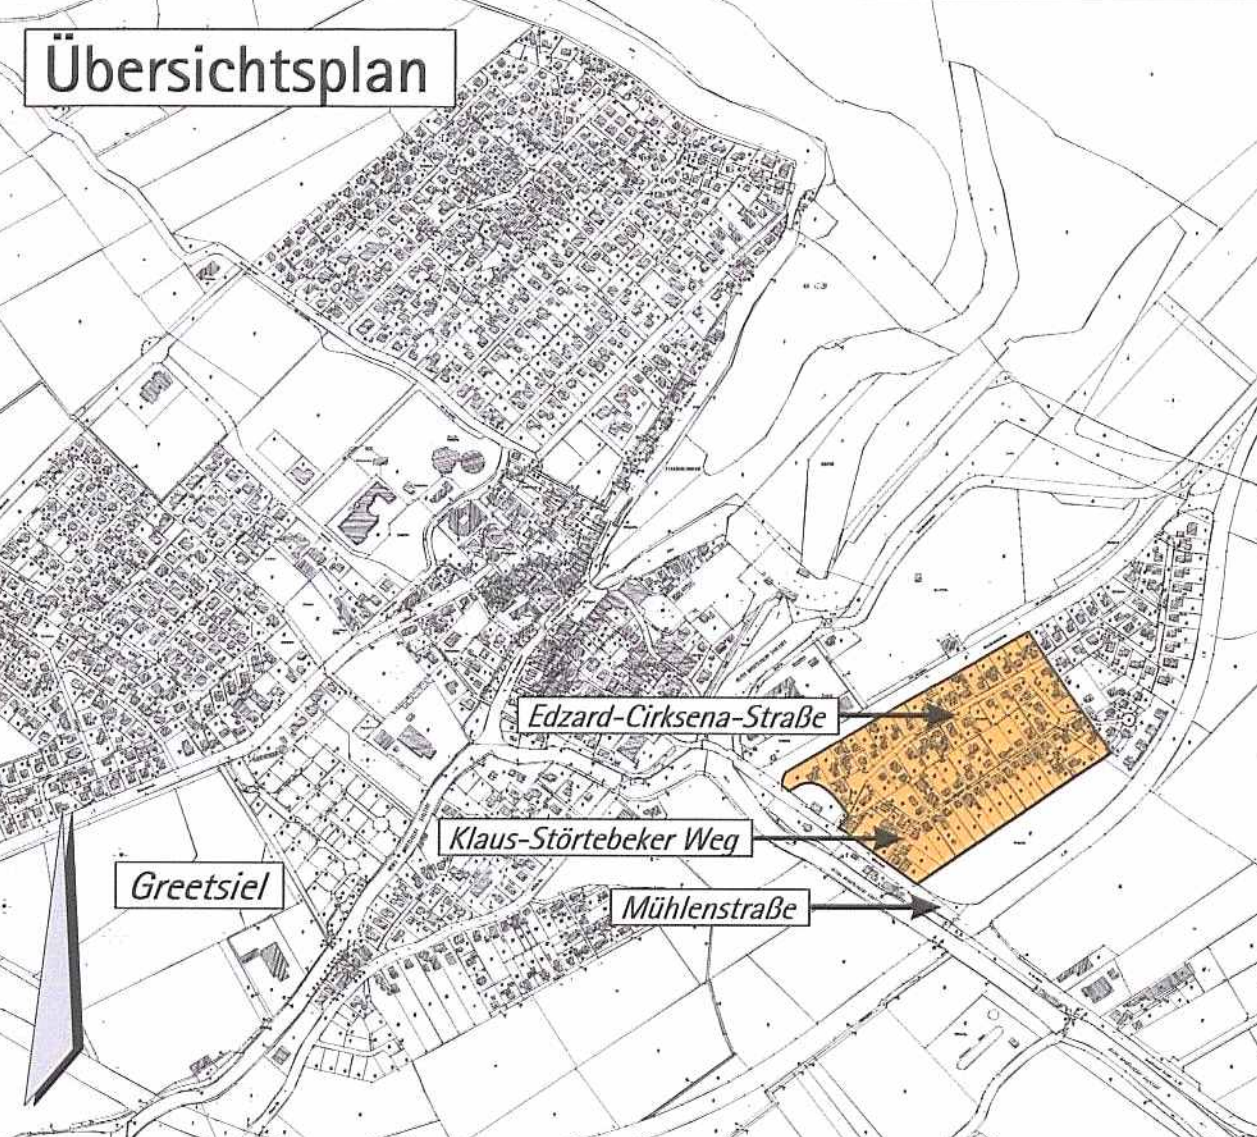 Übersichtsplan
Edzard-Cirksena-Straße
Klaus-Störtebeker Weg
Greetsiel
Mühlenstraße